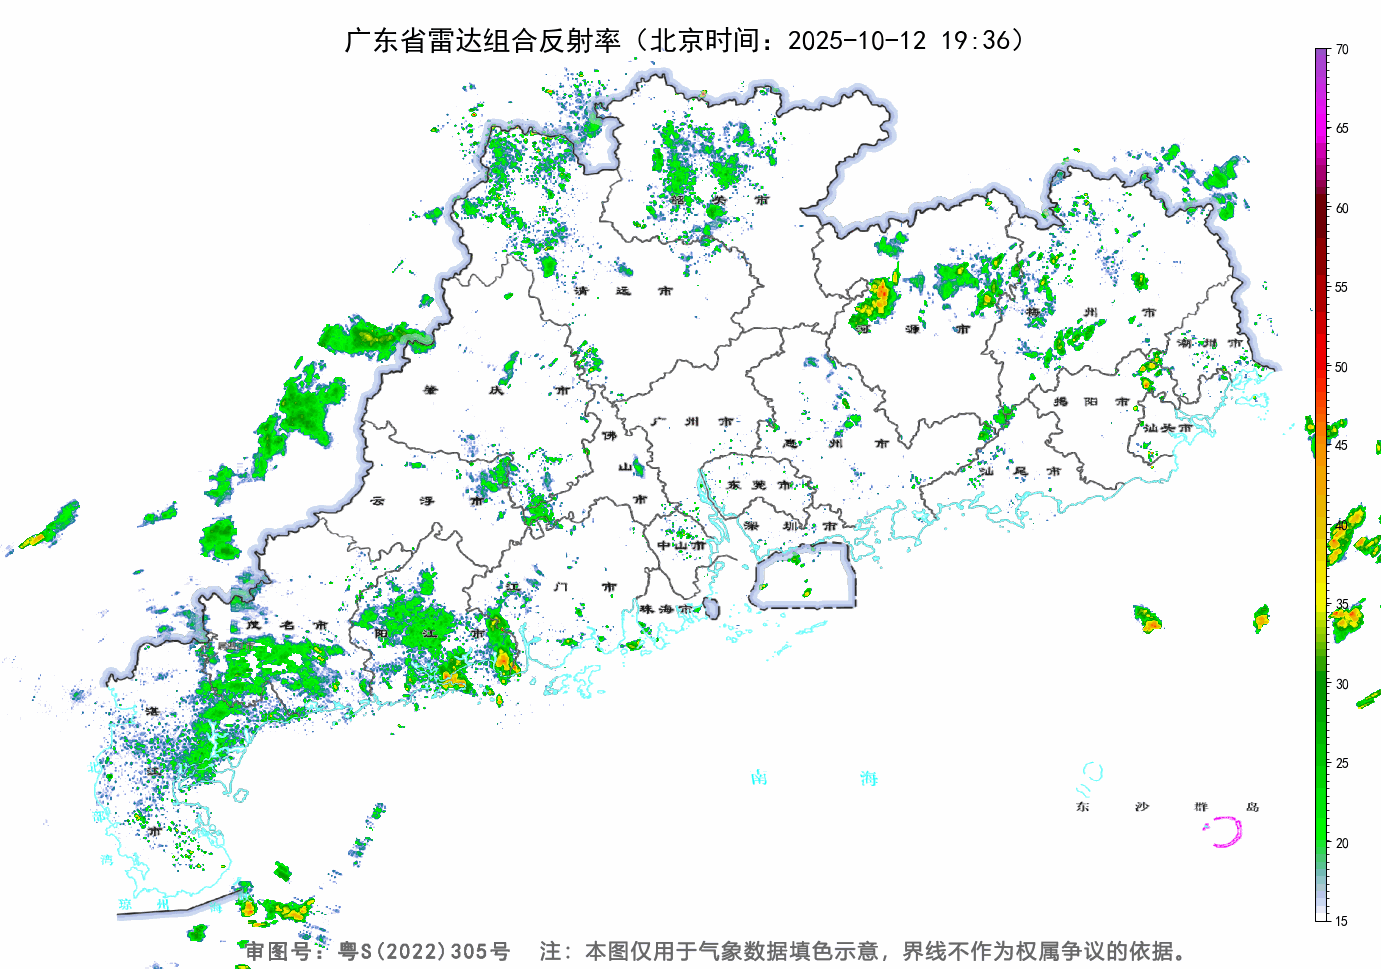 广东省雷达组合反射率（北京时间：2025-10-12 19:36）
70
65
60
55
50
45
40
35
30
25
20
15
韶关市
清远市
河源市
梅州市
潮州市
肇庆市
广州市
惠州市
揭阳市
汕头市
汕尾市
佛山市
云浮市
东莞市
深圳市
中山市
江门市
珠海市
茂名市
阳江市
湛江市
南海
东沙群岛
北部湾
琼州海
审图号：粤S(2022)305号 注：本图仅用于气象数据填色示意，界线不作为权属争议的依据。